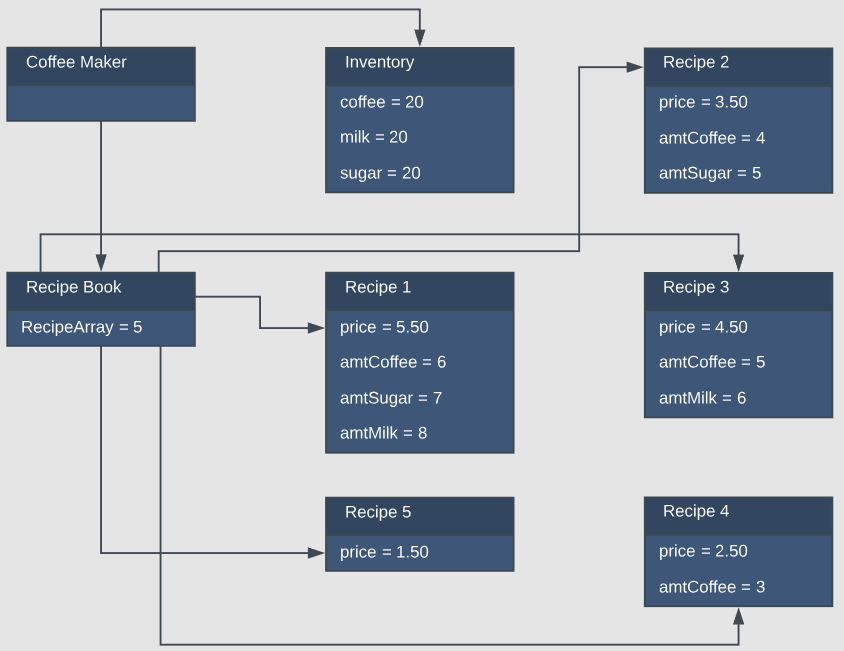 Coffee Maker
Inventory
coffee = 20
milk = 20
sugar = 20
Recipe 2
price = 3.50
amtCoffee = 4
amtSugar = 5
Recipe Book
RecipeArray = 5
Recipe 1
price = 5.50
amtCoffee = 6
amtSugar = 7
amtMilk = 8
Recipe 3
price = 4.50
amtCoffee = 5
amtMilk = 6
Recipe 5
price = 1.50
Recipe 4
price = 2.50
amtCoffee = 3